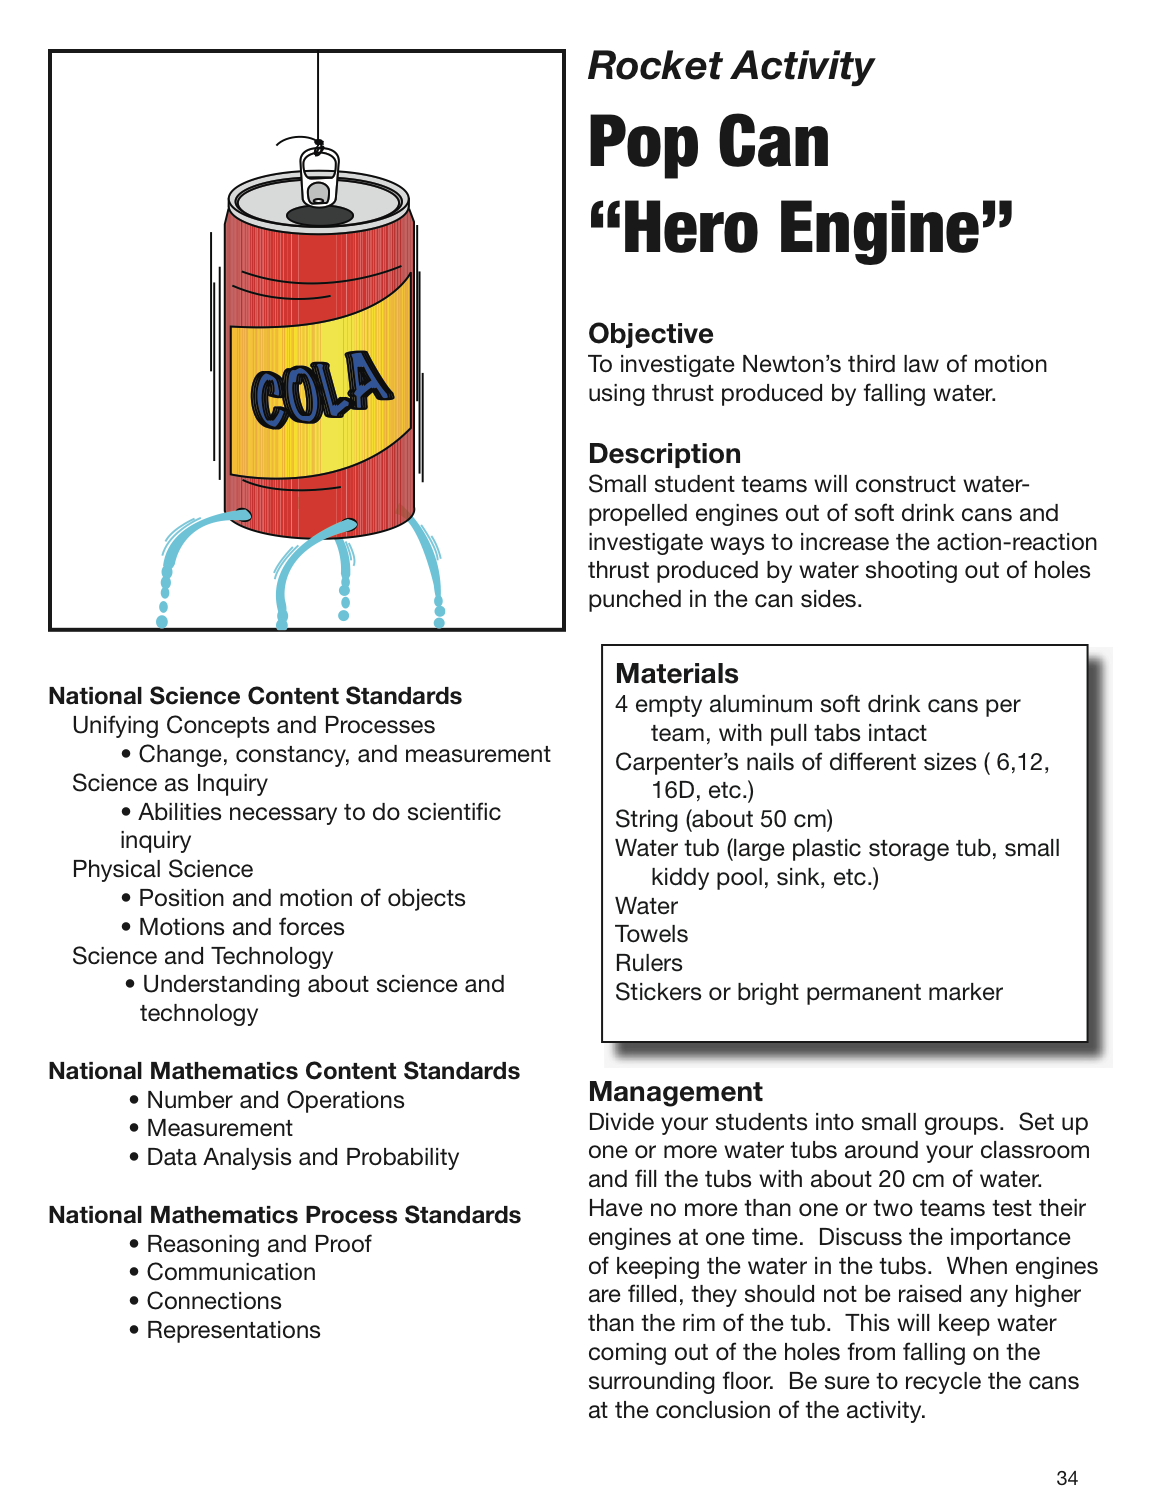 COLA
Rocket Activity
Pop Can
“Hero Engine”
Objective
To investigate Newton’s third law of motion
using thrust produced by falling water.
Description
Small student teams will construct water-
propelled engines out of soft drink cans and
investigate ways to increase the action-reaction
thrust produced by water shooting out of holes
punched in the can sides.
Materials
4 empty aluminum soft drink cans per
team, with pull tabs intact
Carpenter’s nails of different sizes ( 6,12,
16D, etc.)
String (about 50 cm)
Water tub (large plastic storage tub, small
kiddy pool, sink, etc.)
Water
Towels
Rulers
Stickers or bright permanent marker
National Science Content Standards
Unifying Concepts and Processes
• Change, constancy, and measurement
Science as Inquiry
• Abilities necessary to do scientific
inquiry
Physical Science
• Position and motion of objects
• Motions and forces
Science and Technology
• Understanding about science and
technology
National Mathematics Content Standards
• Number and Operations
• Measurement
• Data Analysis and Probability
National Mathematics Process Standards
• Reasoning and Proof
• Communication
• Connections
• Representations
Management
Divide your students into small groups.  Set up
one or more water tubs around your classroom
and fill the tubs with about 20 cm of water.
Have no more than one or two teams test their
engines at one time.  Discuss the importance
of keeping the water in the tubs.  When engines
are filled, they should not be raised any higher
than the rim of the tub.  This will keep water
coming out of the holes from falling on the
surrounding floor.  Be sure to recycle the cans
at the conclusion of the activity.
34